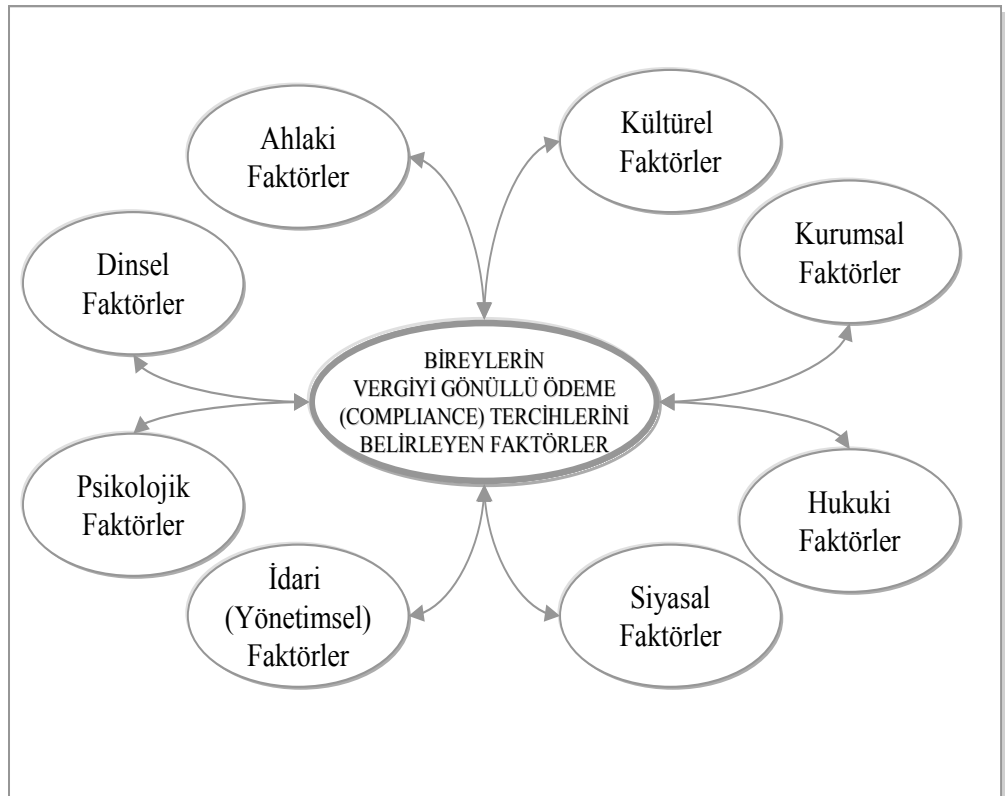 Ahlaki
Faktörler
Kültürel
Faktörler
Dinsel
Faktörler
Kurumsal
Faktörler
BİREYLERİN
VERGİYİ GÖNÜLLÜ ÖDEME
(COMPLIANCE) TERCİHLERİNİ
BELİRLEYEN FAKTÖRLER
Psikolojik
Faktörler
Hukuki
Faktörler
İdari
(Yönetimsel)
Faktörler
Siyasal
Faktörler